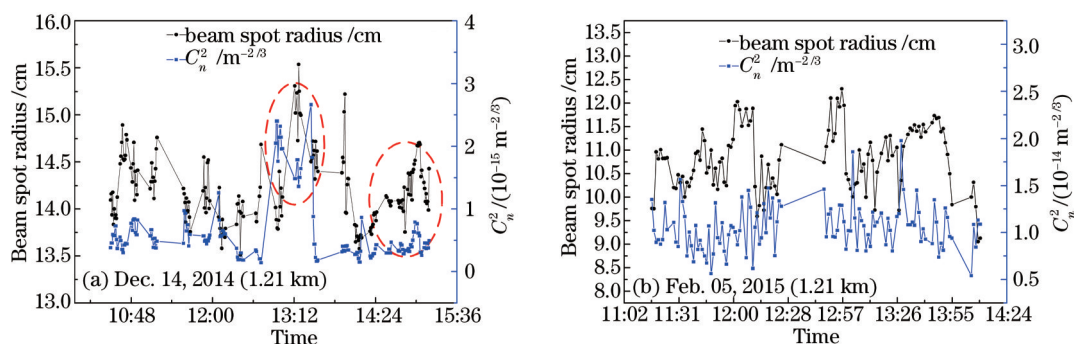 16.0
15.5
15.0
14.5
14.0
13.5
13.0
Beam spot radius /cm
beam spot radius /cm
C_n^2 /m^{-2/3}
4
3
2
1
0
C_n^2/(10^{-15} m^{-2/3})
(a) Dec. 14, 2014 (1.21 km)
10:48 12:00 13:12 14:24 15:36
Time
13.5
13.0
12.5
12.0
11.5
11.0
10.5
10.0
9.5
9.0
8.5
8.0
Beam spot radius /cm
beam spot radius /cm
C_n^2 /m^{-2/3}
3.0
2.5
2.0
1.5
1.0
0.5
C_n^2/(10^{-14} m^{-2/3})
(b) Feb. 05, 2015 (1.21 km)
11:02 11:31 12:00 12:28 12:57 13:26 13:55 14:24
Time